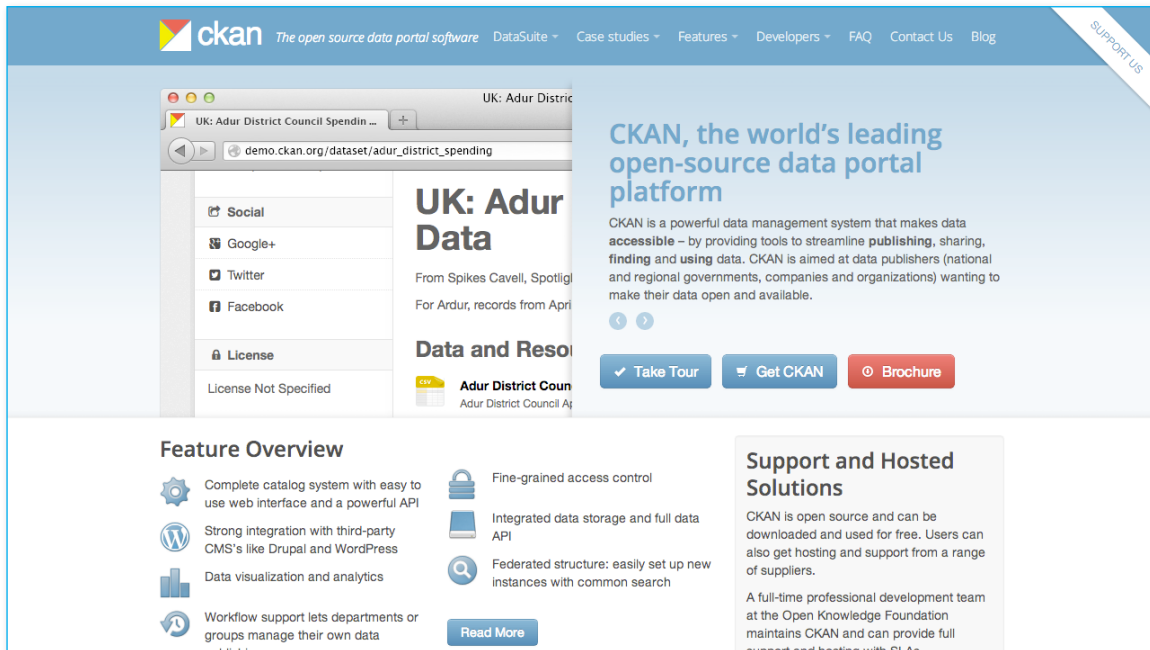 ckan The open source data portal software DataSuite Case studies Features Developers FAQ Contact Us Blog
SUPPORT US
UK: Adur Distric
UK: Adur District Council Spendin ...
demo.ckan.org/dataset/adur_district_spending
Social
Google+
Twitter
Facebook
License
License Not Specified
UK: Adur
Data
From Spikes Cavell, Spotligh
For Ardur, records from Apri
Data and Resou
CSV
Adur District Coun
Adur District Council Ap
CKAN, the world's leading
open-source data portal
platform
CKAN is a powerful data management system that makes data
accessible – by providing tools to streamline publishing, sharing,
finding and using data. CKAN is aimed at data publishers (national
and regional governments, companies and organizations) wanting to
make their data open and available.
Take Tour
Get CKAN
Brochure
Feature Overview
Complete catalog system with easy to
use web interface and a powerful API
Strong integration with third-party
CMS's like Drupal and WordPress
Data visualization and analytics
Workflow support lets departments or
groups manage their own data
Fine-grained access control
Integrated data storage and full data
API
Federated structure: easily set up new
instances with common search
Read More
Support and Hosted
Solutions
CKAN is open source and can be
downloaded and used for free. Users can
also get hosting and support from a range
of suppliers.
A full-time professional development team
at the Open Knowledge Foundation
maintains CKAN and can provide full
support and hosting with SLAs